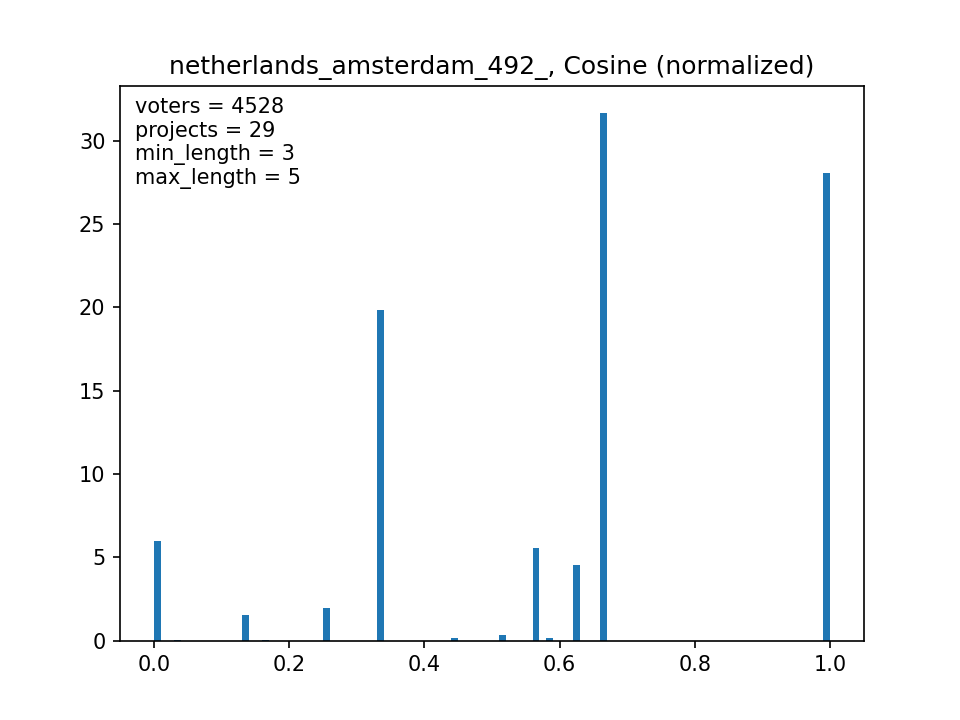 netherlands_amsterdam_492_, Cosine (normalized)
voters = 4528
projects = 29
min_length = 3
max_length = 5
30
25
20
15
10
5
0
0.0 0.2 0.4 0.6 0.8 1.0